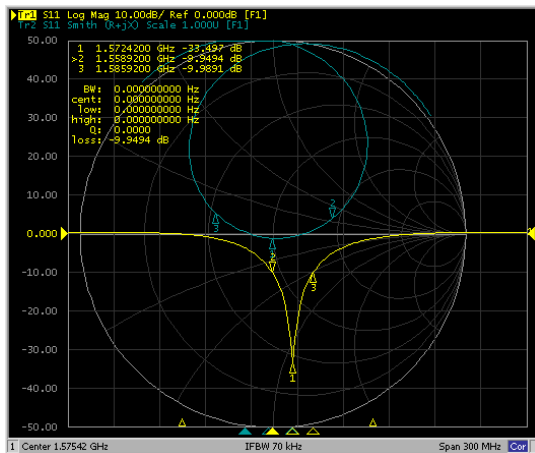 Tr1 S11 Log Mag 10.00dB/ Ref 0.000dB [F1]
Tr2 S11 Smith (R+jX) Scale 1.000U [F1]
50.00
1 1.5724200 GHz -33.497 dB
>2 1.5589200 GHz -9.9494 dB
3 1.5859200 GHz -9.9891 dB
40.00
BW: 0.000000000 Hz
cent: 0.000000000 Hz
low: 0.000000000 Hz
high: 0.000000000 Hz
30.00
Q: 0.0000
loss: -9.9494 dB
20.00
10.00
2
3
0.000
-10.00
3
-20.00
-30.00
1
-40.00
-50.00
1 Center 1.57542 GHz IFBW 70 kHz Span 300 MHz Cor